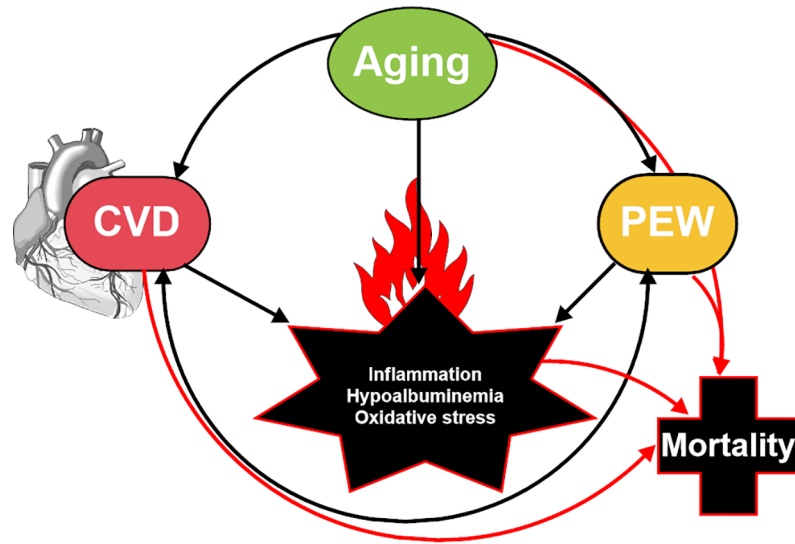 Aging
CVD
PEW
Inflammation
Hypoalbuminemia
Oxidative stress
Mortality